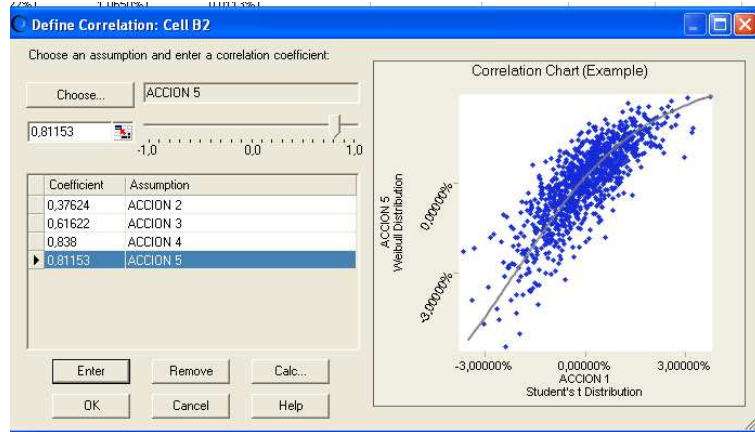 Define Correlation: Cell B2
Choose an assumption and enter a correlation coefficient:
Choose...
ACCION 5
0,81153
-1,0 0,0 1,0
Coefficient Assumption
0,37624 ACCION 2
0,61622 ACCION 3
0,838 ACCION 4
0,81153 ACCION 5
Enter Remove Calc...
OK Cancel Help
Correlation Chart (Example)
ACCION 5
Weibull Distribution
0,00000%
-3,00000%
-3,00000% 0,00000% 3,00000%
ACCION 1
Student's t Distribution